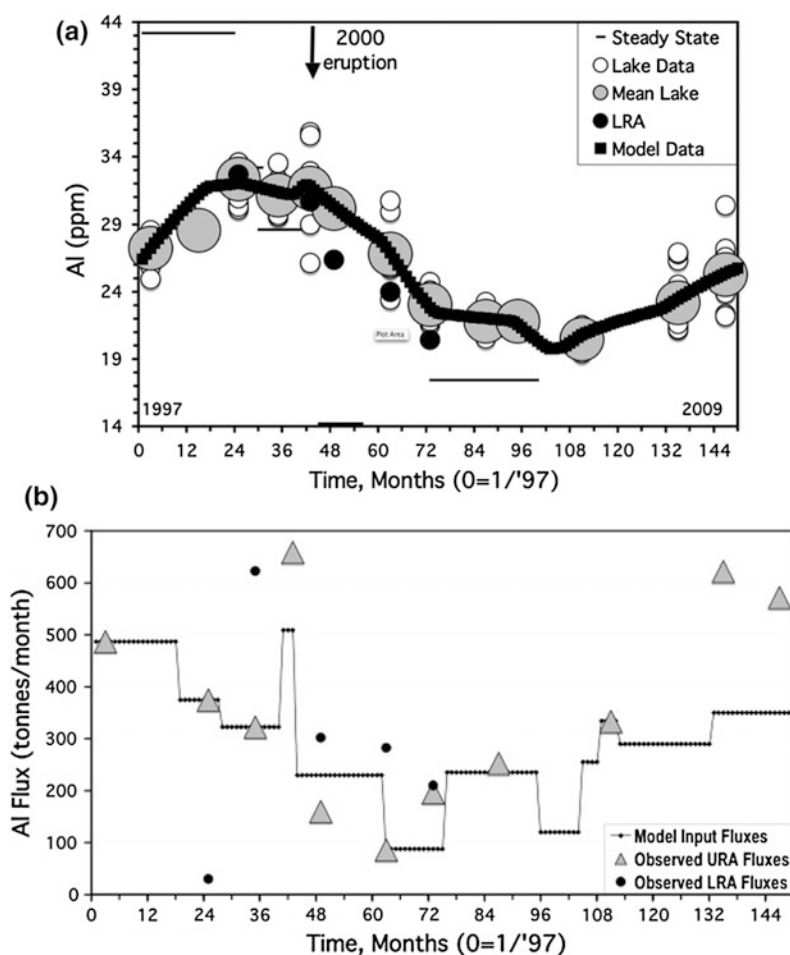 (a)
44
39
34
29
24
19
14
Al (ppm)
2000
eruption
Steady State
Lake Data
Mean Lake
LRA
Model Data
Plot Area
1997
2009
0 12 24 36 48 60 72 84 96 108 120 132 144
Time, Months (0=1/'97)
(b)
700
600
500
400
300
200
100
0
Al Flux (tonnes/month)
Model Input Fluxes
Observed URA Fluxes
Observed LRA Fluxes
0 12 24 36 48 60 72 84 96 108 120 132 144
Time, Months (0=1/'97)